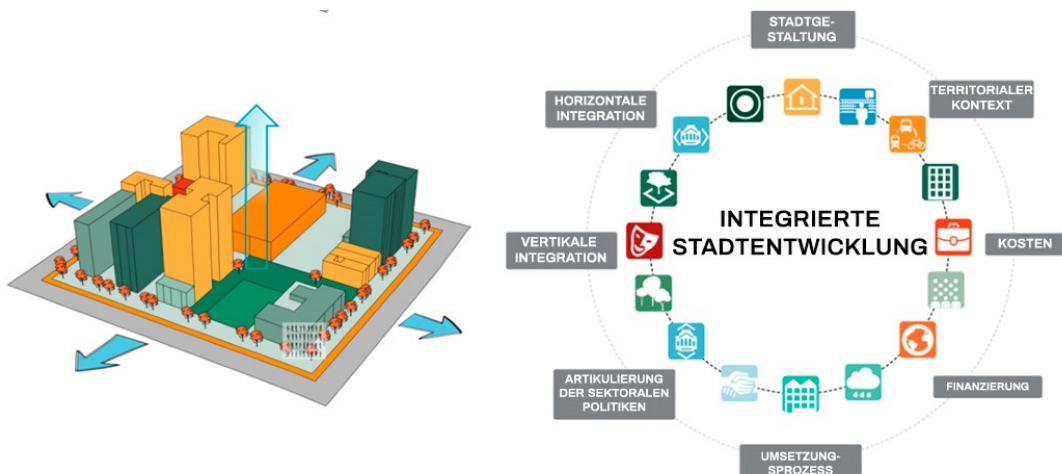 STADTGE-
STALTUNG
HORIZONTALE
INTEGRATION
TERRITORIALER
KONTEXT
INTEGRIERTE
STADTENTWICKLUNG
VERTIKALE
INTEGRATION
KOSTEN
ARTIKULIERUNG
DER SEKTORALEN
POLITIKEN
FINANZIERUNG
UMSETZUNG-
SPROZESS